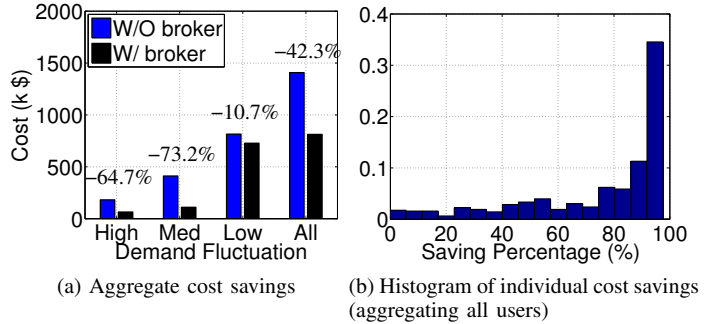 2000
1500
1000
500
0
Cost (k $)
W/O broker
W/ broker
−64.7%
−73.2%
−10.7%
−42.3%
High Med Low All
Demand Fluctuation
(a) Aggregate cost savings
0.4
0.3
0.2
0.1
0
0 20 40 60 80 100
Saving Percentage (%)
(b) Histogram of individual cost savings
(aggregating all users)